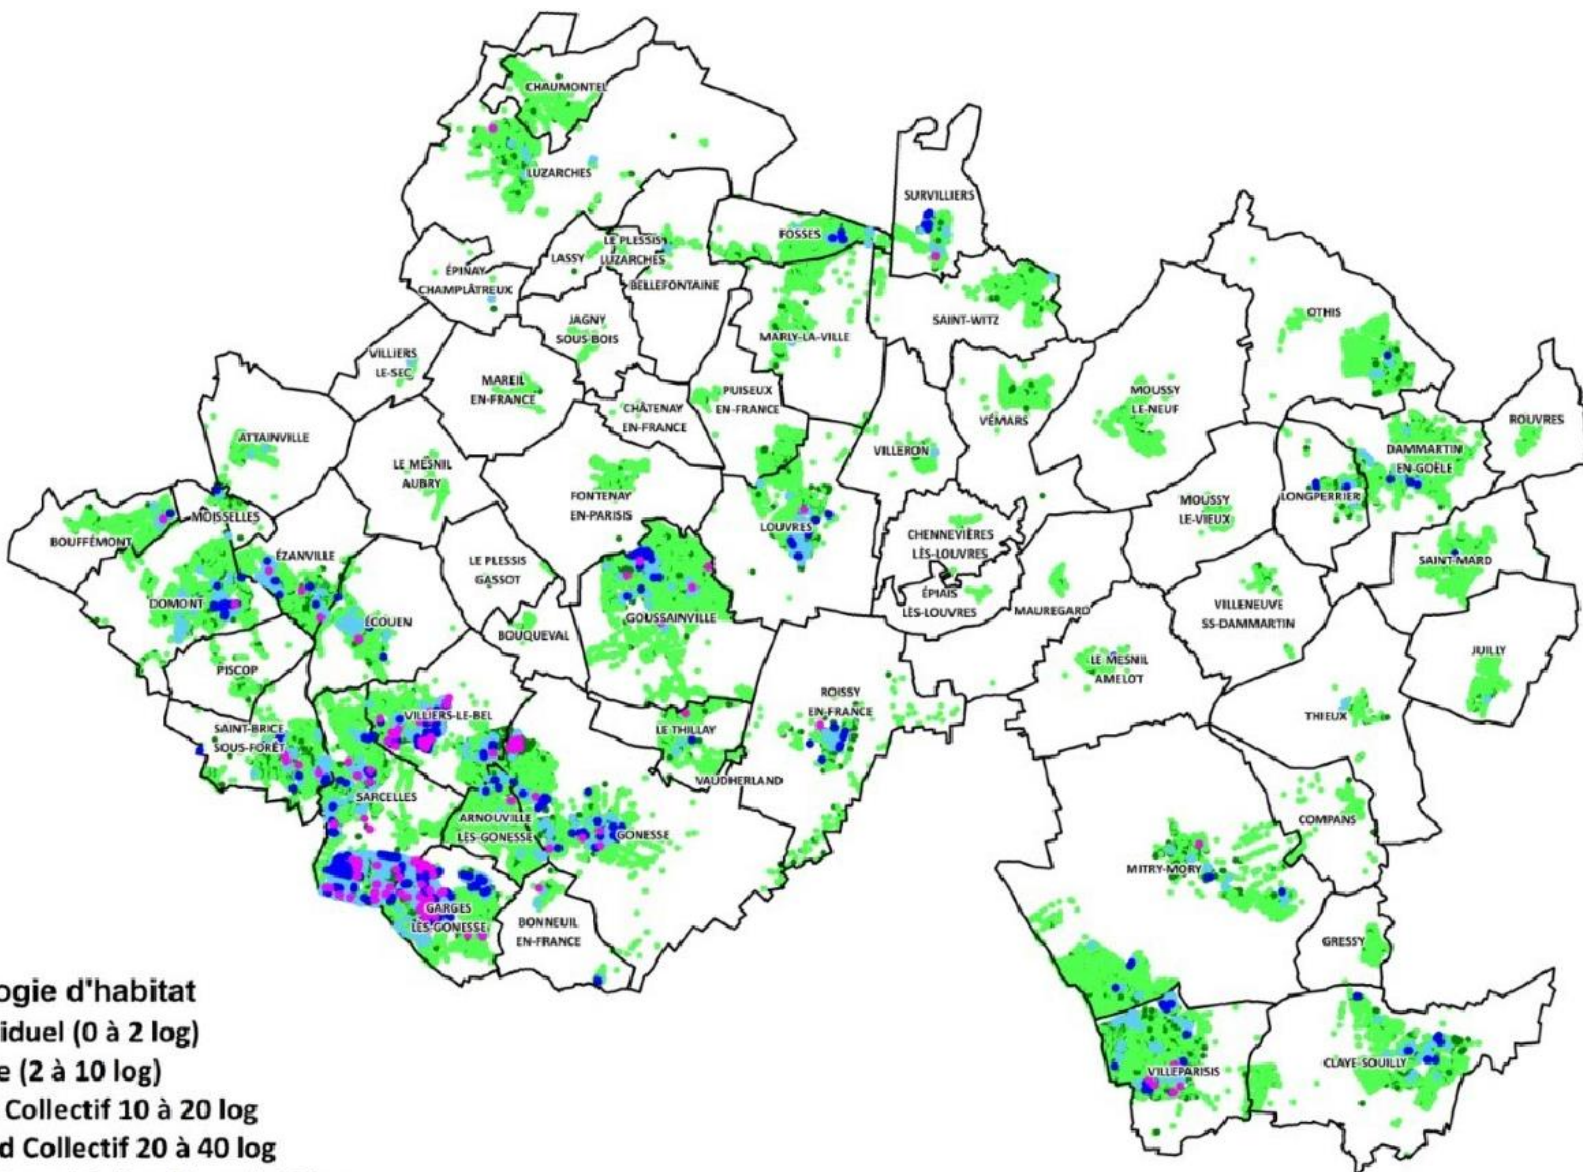 CHAUMONTEL
LUZARCHES
SURVILLIERS
FOSSES
LE PLESSIS
LUZARCHES
LASSY
ÉPINAY
CHAMPLÂTREUX
BELLEFONTAINE
JAGNY
SOUS-BOIS
MARLY-LA-VILLE
SAINT-WITZ
OTHIS
VILLIERS
LE-SEC
MAREIL
EN-FRANCE
CHÂTENAY
EN-FRANCE
PUISEUX
EN-FRANCE
VÉMARS
MOUSSY
LE-NEUF
ROUVRES
ATTAINVILLE
LE MESNIL
AUBRY
VILLERON
DAMMARTIN
EN-GOËLE
FONTENAY
EN-PARISIS
LONGPERRIER
MOUSSY
LE-VIEUX
MOISSELLES
BOUFFÉMONT
LOUVRES
CHENNEVIÈRES
LÈS-LOUVRES
ÉZANVILLE
LE PLESSIS
GASSOT
SAINT-MARD
DOMONT
ÉCOUEN
ÉPIAIS
LÈS-LOUVRES
MAUREGARD
VILLENEUVE
SS-DAMMARTIN
GOUSSAINVILLE
BOUQUEVAL
JUILLY
PISCOP
LE MESNIL
AMELOT
ROISSY
EN-FRANCE
VILLIERS-LE-BEL
THIEUX
SAINT-BRICE
SOUS-FORÊT
LE THILLAY
VAUDHERLAND
SARCELLES
ARNOUVILLE
LÈS-GONESSE
GONESSE
COMPANS
MITRY-MORY
GARGES
LÈS-GONESSE
BONNEUIL
EN-FRANCE
GRESSY
CLAYE-SOUILLY
VILLEPARISIS
ogie d'habitat
iduel (0 à 2 log)
e (2 à 10 log)
Collectif 10 à 20 log
d Collectif 20 à 40 log